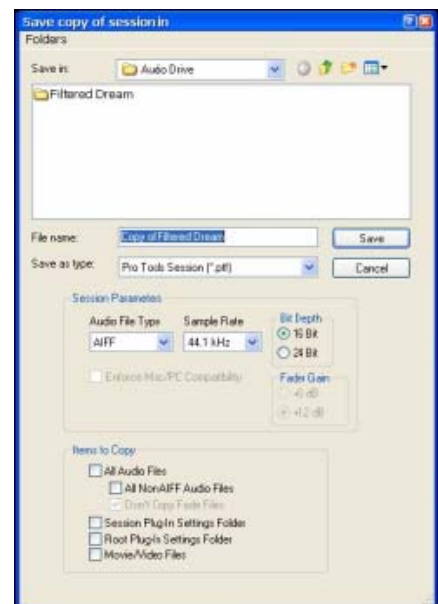 Save copy of session in
Folders
Save in: Audio Drive
Filtered Dream
File name: Copy of Filtered Dream Save
Save as type: Pro Tools Session (*.ptf) Cancel
Session Parameters
Audio File Type Sample Rate Bit Depth
AIFF 44.1 kHz 16 Bit
24 Bit
Enforce Mac/PC Compatibility Fader Gain
+6 dB
+12 dB
Items to Copy
All Audio Files
All NonAIFF Audio Files
Don't Copy Fade Files
Session Plug-In Settings Folder
Root Plug-In Settings Folder
Movie/Video Files